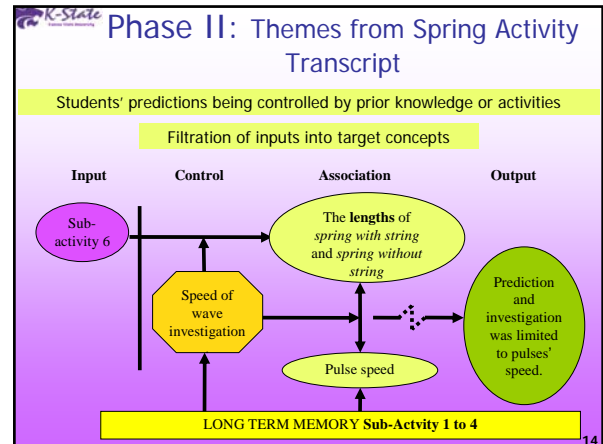 K-State
Phase II: Themes from Spring Activity
Transcript
Students' predictions being controlled by prior knowledge or activities
Filtration of inputs into target concepts
Input Control Association Output
Sub-
activity 6
The lengths of
spring with string
and spring without
string
Speed of
wave
investigation
Prediction
and
investigation
was limited
to pulses'
speed.
Pulse speed
LONG TERM MEMORY Sub-Actvity 1 to 4
14